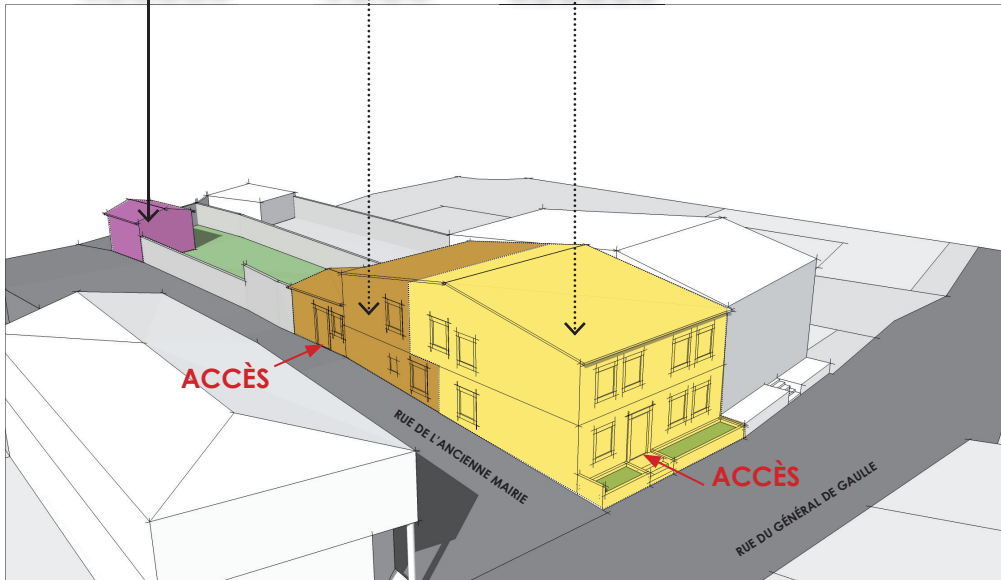 ACCÈS
RUE DE L'ANCIENNE MAIRIE
ACCÈS
RUE DU GÉNÉRAL DE GAULLE